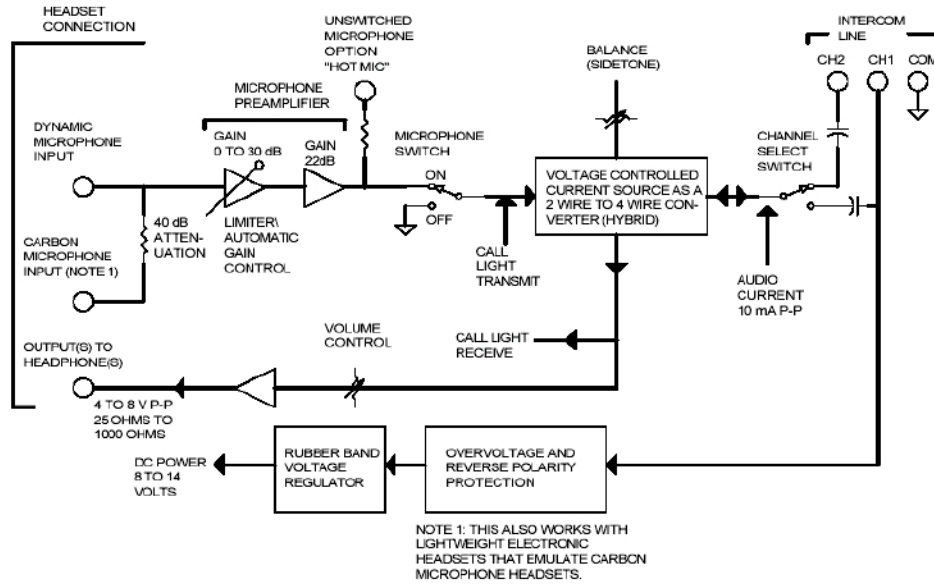 HEADSET
CONNECTION
UNSWITCHED
MICROPHONE
OPTION
"HOT MIC"
BALANCE
(SIDETONE)
INTERCOM
LINE
CH2
CH1
COM
MICROPHONE
PREAMPLIFIER
DYNAMIC
MICROPHONE
INPUT
GAIN
0 TO 30 dB
GAIN
22dB
MICROPHONE
SWITCH
ON
OFF
CHANNEL
SELECT
SWITCH
VOLTAGE CONTROLLED
CURRENT SOURCE AS A
2 WIRE TO 4 WIRE CON-
VERTER (HYBRID)
40 dB
ATTEN-
UATION
LIMITER\
AUTOMATIC
GAIN
CONTROL
CARBON
MICROPHONE
INPUT (NOTE 1)
CALL
LIGHT
TRANSMIT
AUDIO
CURRENT
10 mA P-P
OUTPUT(S) TO
HEADPHONE(S)
VOLUME
CONTROL
CALL LIGHT
RECEIVE
4 TO 8 V P-P
25 OHMS TO
1000 OHMS
DC POWER
8 TO 14
VOLTS
RUBBER BAND
VOLTAGE
REGULATOR
OVERVOLTAGE AND
REVERSE POLARITY
PROTECTION
NOTE 1: THIS ALSO WORKS WITH
LIGHTWEIGHT ELECTRONIC
HEADSETS THAT EMULATE CARBON
MICROPHONE HEADSETS.